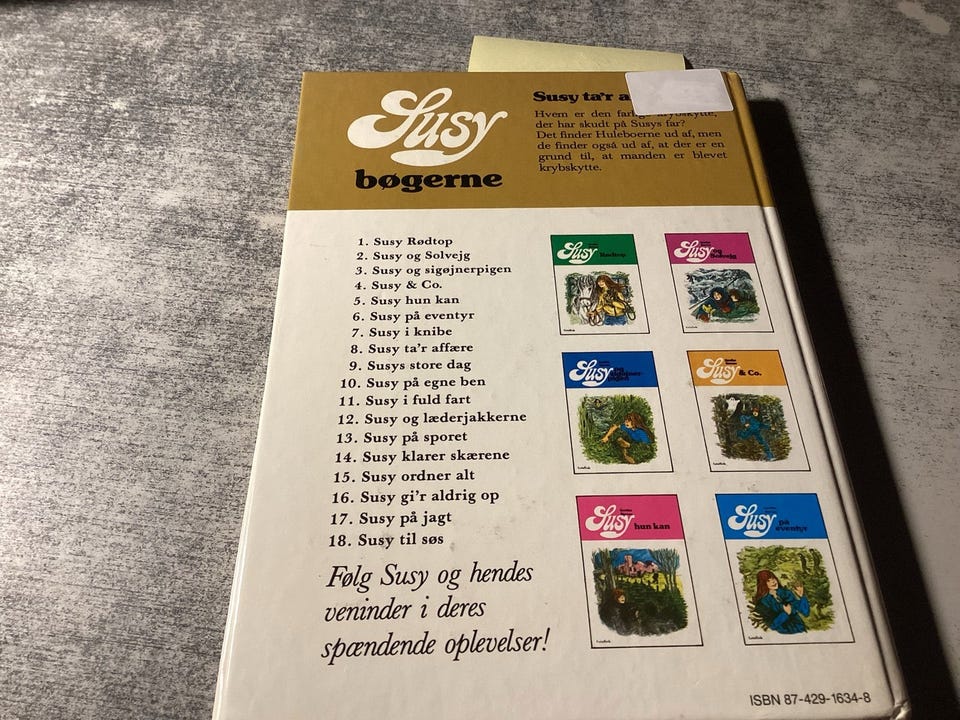 Susy
bøgerne
Susy ta'r
Hvem er den farlige krybskytte,
der har skudt på Susys far?
Det finder Huleboerne ud af, men
de finder også ud af, at der er en
grund til, at manden er blevet
krybskytte.
1. Susy Rødtop
2. Susy og Solvejg
3. Susy og sigøjnerpigen
4. Susy & Co.
5. Susy hun kan
6. Susy på eventyr
7. Susy i knibe
8. Susy ta'r affære
9. Susys store dag
10. Susy på egne ben
11. Susy i fuld fart
12. Susy og læderjakkerne
13. Susy på sporet
14. Susy klarer skærene
15. Susy ordner alt
16. Susy gi'r aldrig op
17. Susy på jagt
18. Susy til søs
Følg Susy og hendes
veninder i deres
spændende oplevelser!
Susy Rødtop
Susy og
Solvejg
Susy og
sigøjner-
pigen
Susy & Co.
Susy hun kan
Susy på
eventyr
ISBN 87-429-1634-8